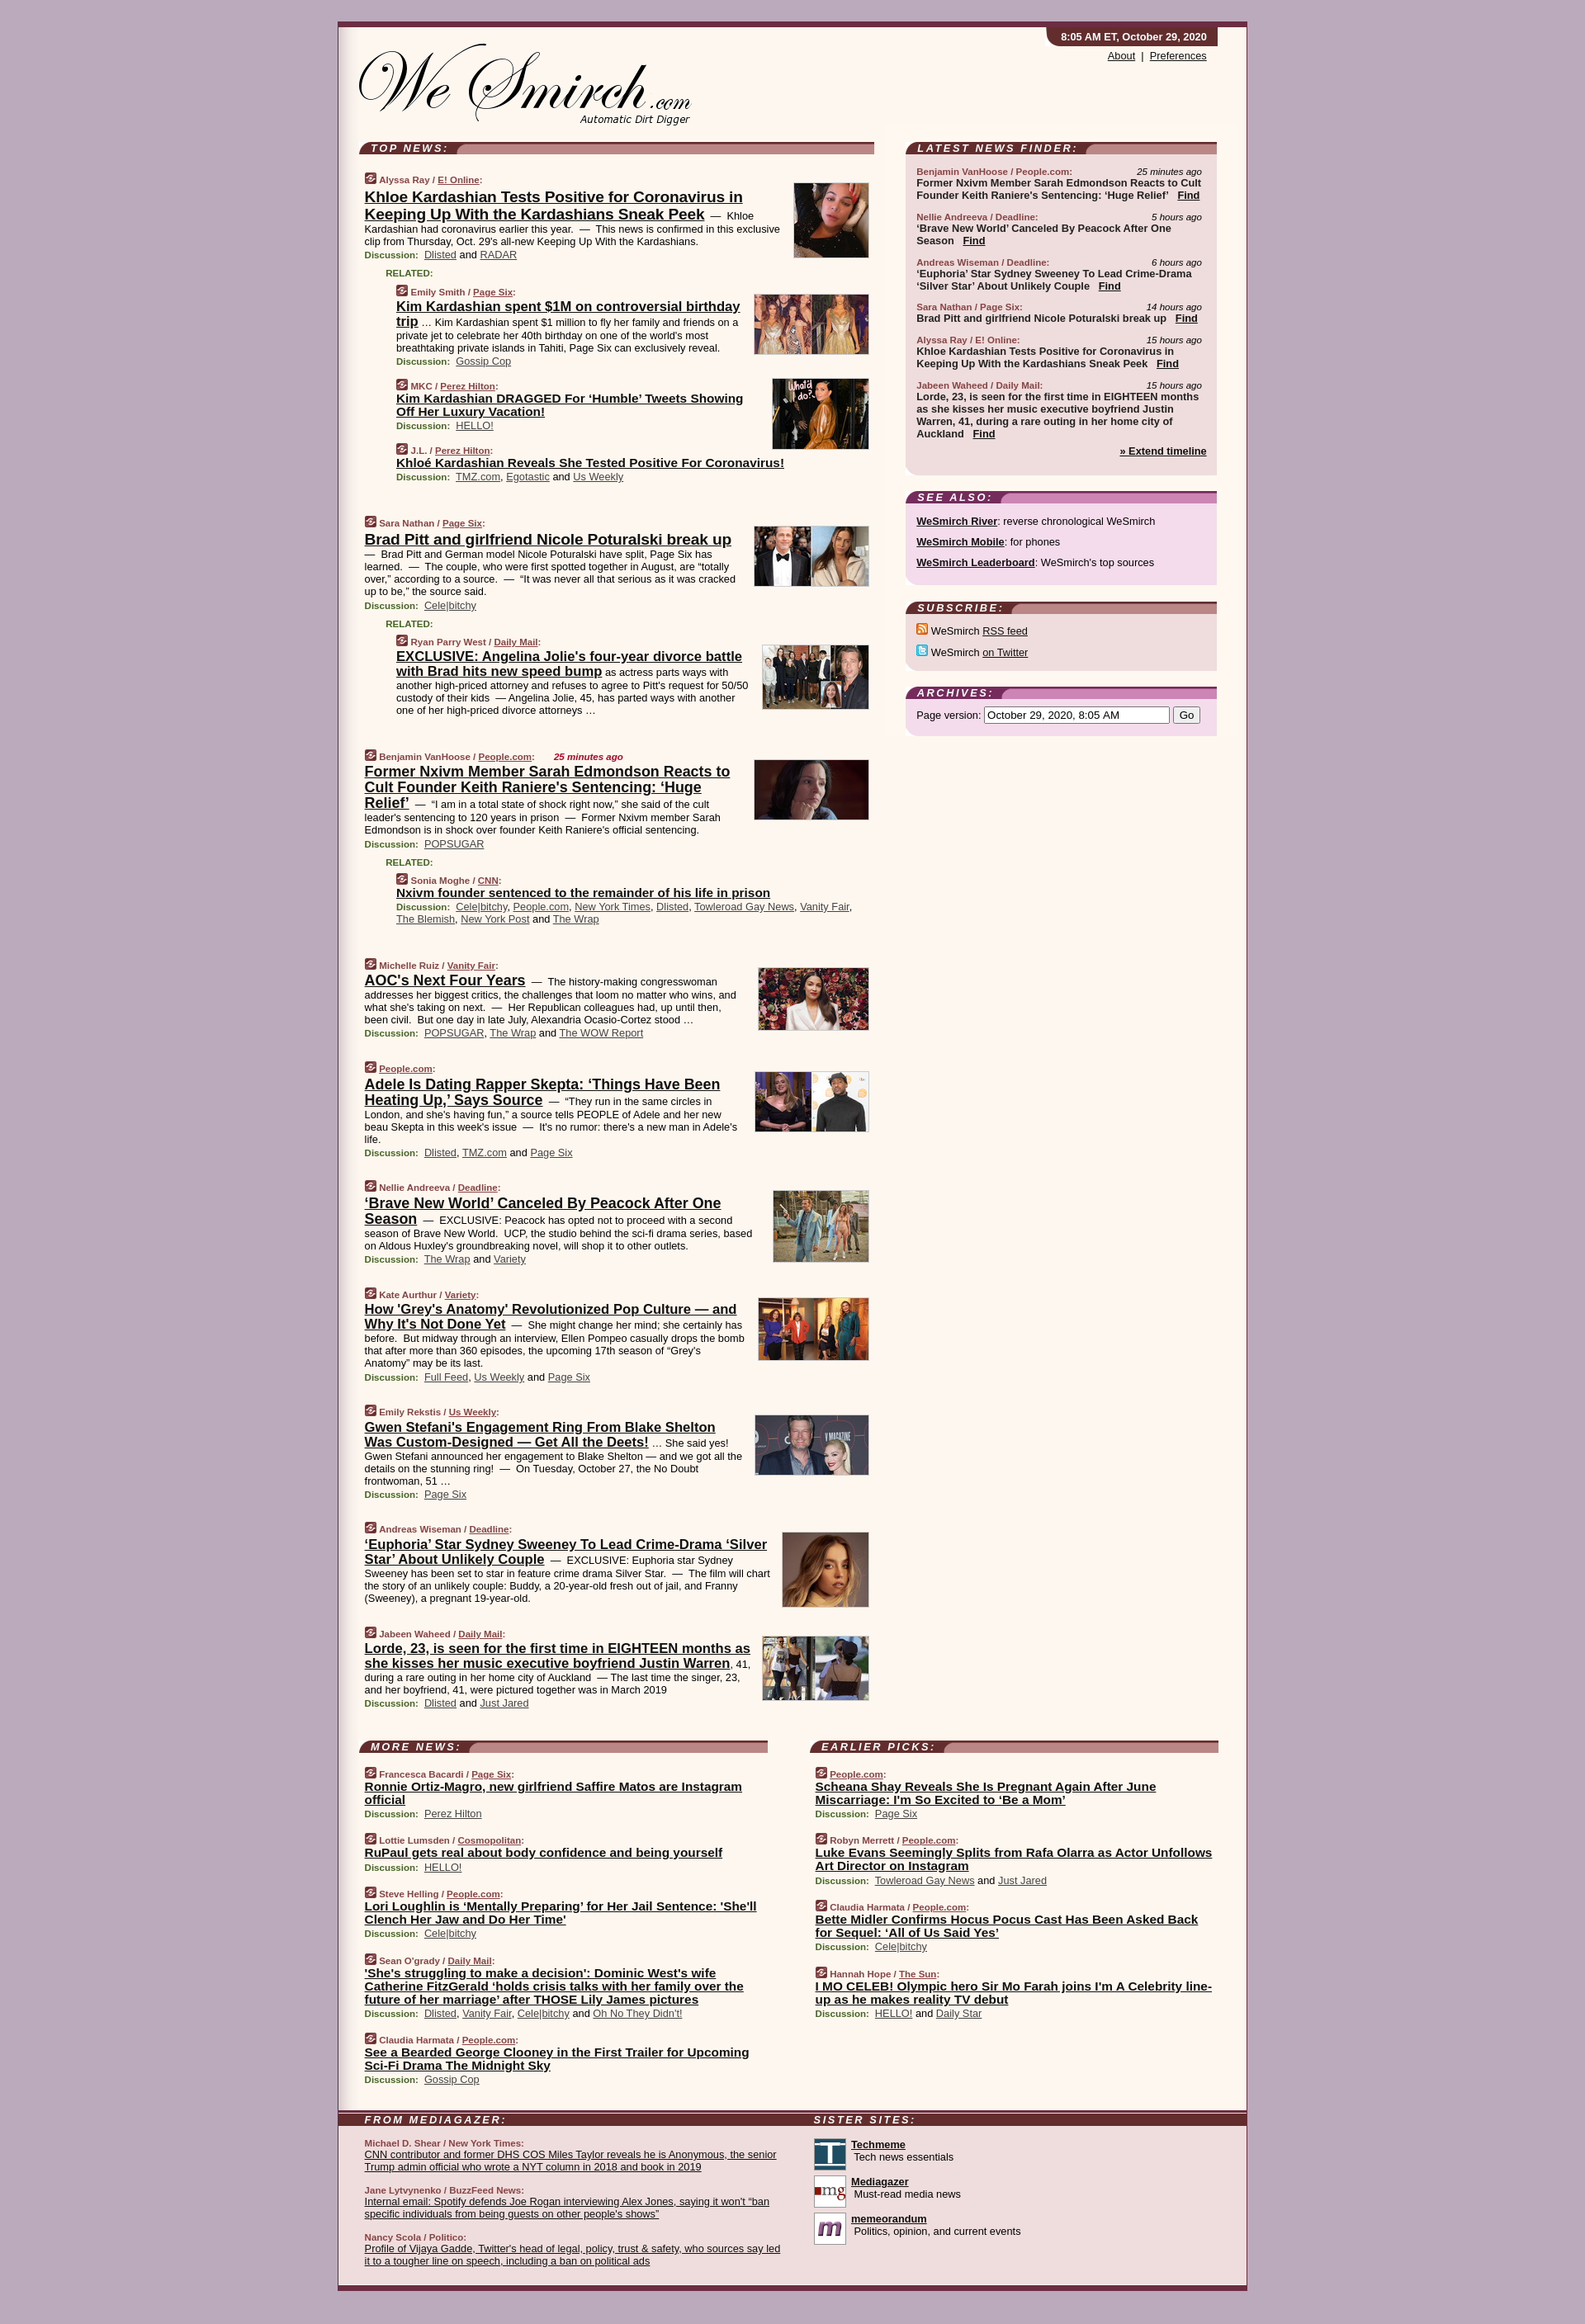 8:05 AM ET, October 29, 2020
About | Preferences
We Smirch.com
Automatic Dirt Digger
TOP NEWS:
Alyssa Ray / E! Online:
Khloe Kardashian Tests Positive for Coronavirus in
Keeping Up With the Kardashians Sneak Peek — Khloe
Kardashian had coronavirus earlier this year. — This news is confirmed in this exclusive
clip from Thursday, Oct. 29's all-new Keeping Up With the Kardashians.
Discussion: Dlisted and RADAR
RELATED:
Emily Smith / Page Six:
Kim Kardashian spent $1M on controversial birthday
trip … Kim Kardashian spent $1 million to fly her family and friends on a
private jet to celebrate her 40th birthday on one of the world's most
breathtaking private islands in Tahiti, Page Six can exclusively reveal.
Discussion: Gossip Cop
MKC / Perez Hilton:
Kim Kardashian DRAGGED For ‘Humble’ Tweets Showing
Off Her Luxury Vacation!
Discussion: HELLO!
What'd I do?
J.L. / Perez Hilton:
Khloé Kardashian Reveals She Tested Positive For Coronavirus!
Discussion: TMZ.com, Egotastic and Us Weekly
Sara Nathan / Page Six:
Brad Pitt and girlfriend Nicole Poturalski break up
— Brad Pitt and German model Nicole Poturalski have split, Page Six has
learned. — The couple, who were first spotted together in August, are “totally
over,” according to a source. — “It was never all that serious as it was cracked
up to be,” the source said.
Discussion: Cele|bitchy
RELATED:
Ryan Parry West / Daily Mail:
EXCLUSIVE: Angelina Jolie's four-year divorce battle
with Brad hits new speed bump as actress parts ways with
another high-priced attorney and refuses to agree to Pitt's request for 50/50
custody of their kids — Angelina Jolie, 45, has parted ways with another
one of her high-priced divorce attorneys …
Benjamin VanHoose / People.com: 25 minutes ago
Former Nxivm Member Sarah Edmondson Reacts to
Cult Founder Keith Raniere's Sentencing: ‘Huge
Relief’ — “I am in a total state of shock right now,” she said of the cult
leader's sentencing to 120 years in prison — Former Nxivm member Sarah
Edmondson is in shock over founder Keith Raniere's official sentencing.
Discussion: POPSUGAR
RELATED:
Sonia Moghe / CNN:
Nxivm founder sentenced to the remainder of his life in prison
Discussion: Cele|bitchy, People.com, New York Times, Dlisted, Towleroad Gay News, Vanity Fair,
The Blemish, New York Post and The Wrap
Michelle Ruiz / Vanity Fair:
AOC's Next Four Years — The history-making congresswoman
addresses her biggest critics, the challenges that loom no matter who wins, and
what she's taking on next. — Her Republican colleagues had, up until then,
been civil. But one day in late July, Alexandria Ocasio-Cortez stood …
Discussion: POPSUGAR, The Wrap and The WOW Report
People.com:
Adele Is Dating Rapper Skepta: ‘Things Have Been
Heating Up,’ Says Source — “They run in the same circles in
London, and she's having fun,” a source tells PEOPLE of Adele and her new
beau Skepta in this week's issue — It's no rumor: there's a new man in Adele's
life.
Discussion: Dlisted, TMZ.com and Page Six
Nellie Andreeva / Deadline:
‘Brave New World’ Canceled By Peacock After One
Season — EXCLUSIVE: Peacock has opted not to proceed with a second
season of Brave New World. UCP, the studio behind the sci-fi drama series, based
on Aldous Huxley's groundbreaking novel, will shop it to other outlets.
Discussion: The Wrap and Variety
Kate Aurthur / Variety:
How 'Grey's Anatomy' Revolutionized Pop Culture — and
Why It's Not Done Yet — She might change her mind; she certainly has
before. But midway through an interview, Ellen Pompeo casually drops the bomb
that after more than 360 episodes, the upcoming 17th season of “Grey's
Anatomy” may be its last.
Discussion: Full Feed, Us Weekly and Page Six
Emily Rekstis / Us Weekly:
Gwen Stefani's Engagement Ring From Blake Shelton
Was Custom-Designed — Get All the Deets! … She said yes!
Gwen Stefani announced her engagement to Blake Shelton — and we got all the
details on the stunning ring! — On Tuesday, October 27, the No Doubt
frontwoman, 51 …
Discussion: Page Six
Andreas Wiseman / Deadline:
‘Euphoria’ Star Sydney Sweeney To Lead Crime-Drama ‘Silver
Star’ About Unlikely Couple — EXCLUSIVE: Euphoria star Sydney
Sweeney has been set to star in feature crime drama Silver Star. — The film will chart
the story of an unlikely couple: Buddy, a 20-year-old fresh out of jail, and Franny
(Sweeney), a pregnant 19-year-old.
Jabeen Waheed / Daily Mail:
Lorde, 23, is seen for the first time in EIGHTEEN months as
she kisses her music executive boyfriend Justin Warren, 41,
during a rare outing in her home city of Auckland — The last time the singer, 23,
and her boyfriend, 41, were pictured together was in March 2019
Discussion: Dlisted and Just Jared
LATEST NEWS FINDER:
Benjamin VanHoose / People.com: 25 minutes ago
Former Nxivm Member Sarah Edmondson Reacts to Cult
Founder Keith Raniere's Sentencing: ‘Huge Relief’ Find
Nellie Andreeva / Deadline: 5 hours ago
‘Brave New World’ Canceled By Peacock After One
Season Find
Andreas Wiseman / Deadline: 6 hours ago
‘Euphoria’ Star Sydney Sweeney To Lead Crime-Drama
‘Silver Star’ About Unlikely Couple Find
Sara Nathan / Page Six: 14 hours ago
Brad Pitt and girlfriend Nicole Poturalski break up Find
Alyssa Ray / E! Online: 15 hours ago
Khloe Kardashian Tests Positive for Coronavirus in
Keeping Up With the Kardashians Sneak Peek Find
Jabeen Waheed / Daily Mail: 15 hours ago
Lorde, 23, is seen for the first time in EIGHTEEN months
as she kisses her music executive boyfriend Justin
Warren, 41, during a rare outing in her home city of
Auckland Find
» Extend timeline
SEE ALSO:
WeSmirch River: reverse chronological WeSmirch
WeSmirch Mobile: for phones
WeSmirch Leaderboard: WeSmirch's top sources
SUBSCRIBE:
WeSmirch RSS feed
WeSmirch on Twitter
ARCHIVES:
Page version: October 29, 2020, 8:05 AM Go
MORE NEWS:
Francesca Bacardi / Page Six:
Ronnie Ortiz-Magro, new girlfriend Saffire Matos are Instagram
official
Discussion: Perez Hilton
Lottie Lumsden / Cosmopolitan:
RuPaul gets real about body confidence and being yourself
Discussion: HELLO!
Steve Helling / People.com:
Lori Loughlin is ‘Mentally Preparing’ for Her Jail Sentence: 'She'll
Clench Her Jaw and Do Her Time'
Discussion: Cele|bitchy
Sean O'grady / Daily Mail:
'She's struggling to make a decision': Dominic West's wife
Catherine FitzGerald ‘holds crisis talks with her family over the
future of her marriage’ after THOSE Lily James pictures
Discussion: Dlisted, Vanity Fair, Cele|bitchy and Oh No They Didn't!
Claudia Harmata / People.com:
See a Bearded George Clooney in the First Trailer for Upcoming
Sci-Fi Drama The Midnight Sky
Discussion: Gossip Cop
EARLIER PICKS:
People.com:
Scheana Shay Reveals She Is Pregnant Again After June
Miscarriage: I'm So Excited to ‘Be a Mom’
Discussion: Page Six
Robyn Merrett / People.com:
Luke Evans Seemingly Splits from Rafa Olarra as Actor Unfollows
Art Director on Instagram
Discussion: Towleroad Gay News and Just Jared
Claudia Harmata / People.com:
Bette Midler Confirms Hocus Pocus Cast Has Been Asked Back
for Sequel: ‘All of Us Said Yes’
Discussion: Cele|bitchy
Hannah Hope / The Sun:
I MO CELEB! Olympic hero Sir Mo Farah joins I'm A Celebrity line-
up as he makes reality TV debut
Discussion: HELLO! and Daily Star
FROM MEDIAGAZER:
Michael D. Shear / New York Times:
CNN contributor and former DHS COS Miles Taylor reveals he is Anonymous, the senior
Trump admin official who wrote a NYT column in 2018 and book in 2019
Jane Lytvynenko / BuzzFeed News:
Internal email: Spotify defends Joe Rogan interviewing Alex Jones, saying it won't “ban
specific individuals from being guests on other people's shows”
Nancy Scola / Politico:
Profile of Vijaya Gadde, Twitter's head of legal, policy, trust & safety, who sources say led
it to a tougher line on speech, including a ban on political ads
SISTER SITES:
T
Techmeme
Tech news essentials
mg
Mediagazer
Must-read media news
m
memeorandum
Politics, opinion, and current events